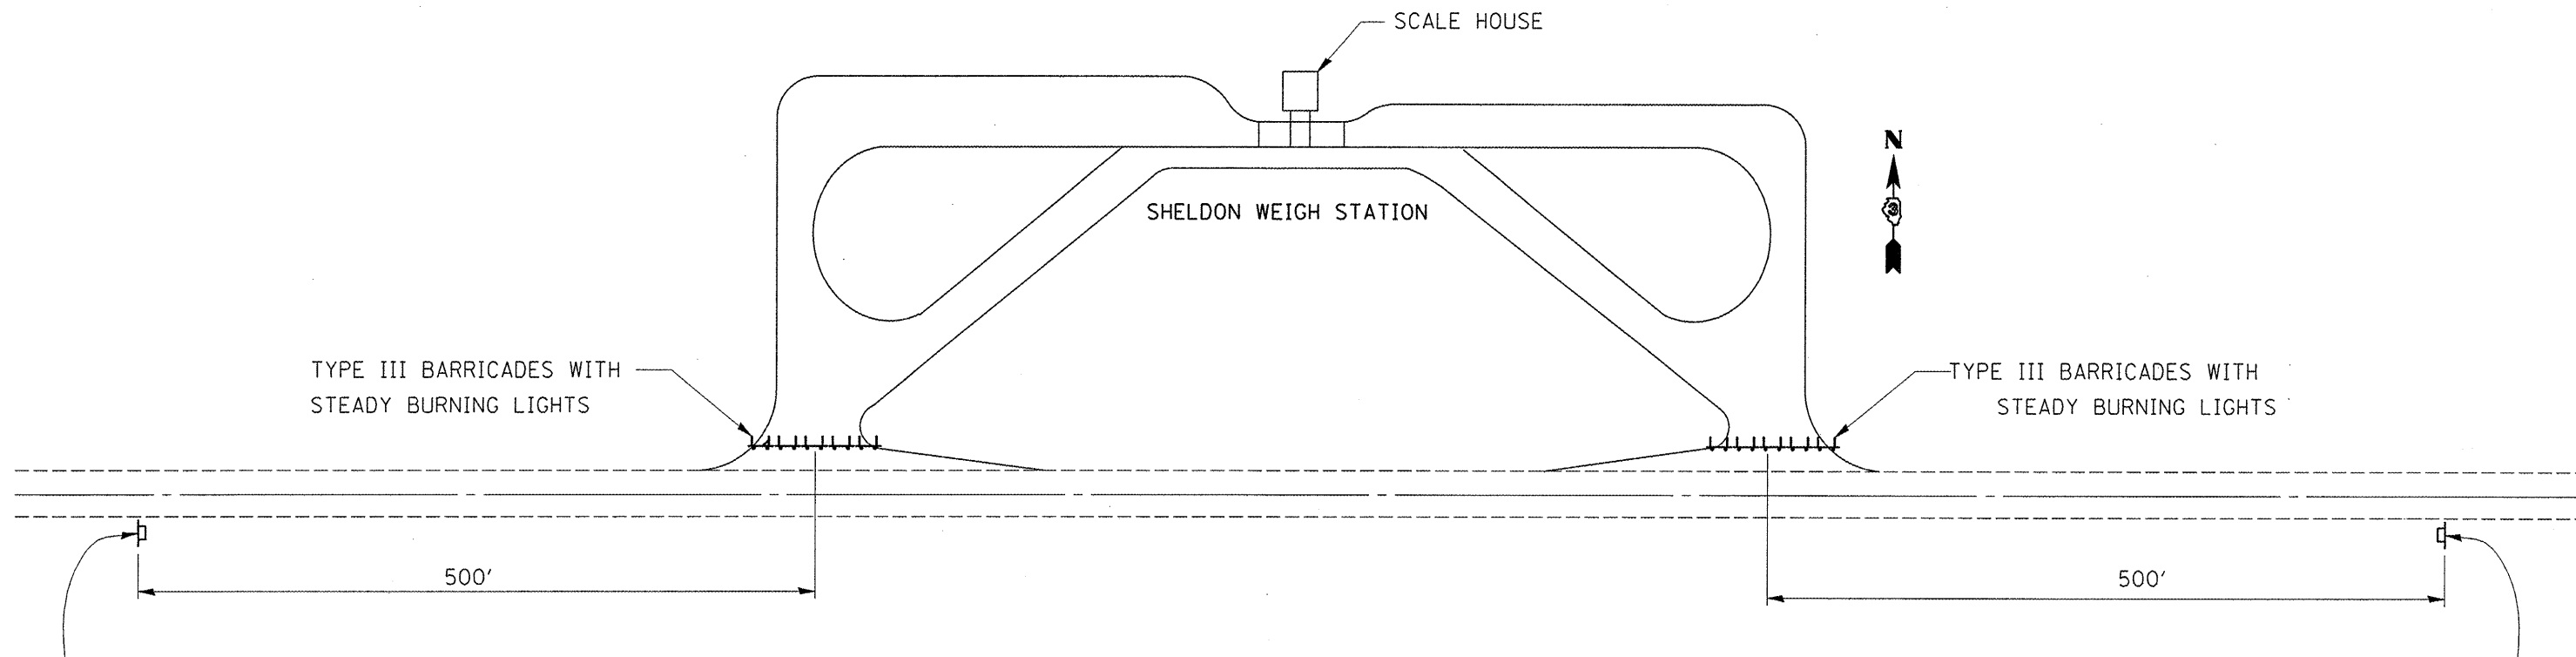 SCALE HOUSE
N
3
SHELDON WEIGH STATION
TYPE III BARRICADES WITH
STEADY BURNING LIGHTS
TYPE III BARRICADES WITH
STEADY BURNING LIGHTS
500'
500'